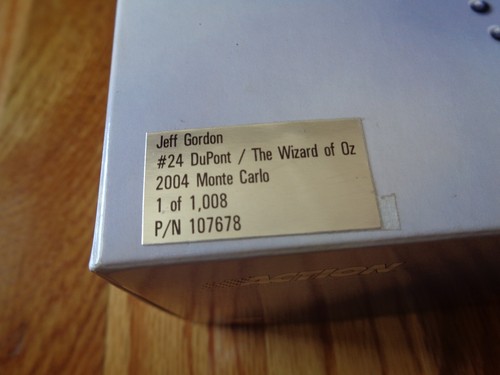 Jeff Gordon
#24 DuPont / The Wizard of Oz
2004 Monte Carlo
1 of 1,008
P/N 107678
ACTION